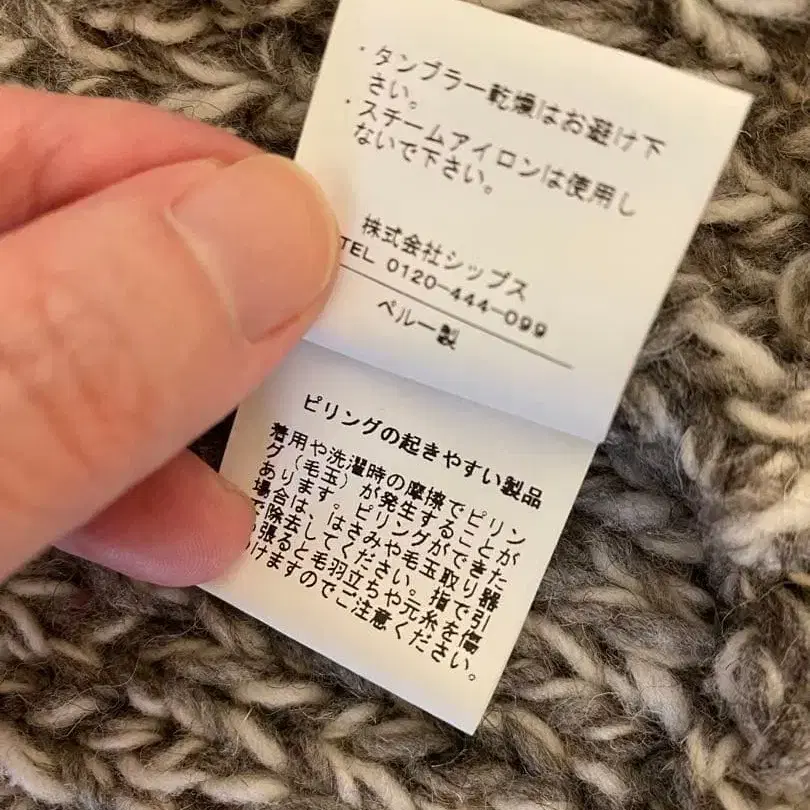 ・タンブラー乾燥はお避け下
さい。
・スチームアイロンは使用し
ないで下さい。
株式会社シップス
TEL 0120-444-099
ペルー製
ピリングの起きやすい製品
着用や洗濯時の摩擦でピリン
グ(毛玉)が発生することが
あります。ピリングができた
場合は、はさみや毛玉取り器
で除去してください。指で引
張ると毛羽立ちや元糸を傷
けますのでご注意ください。